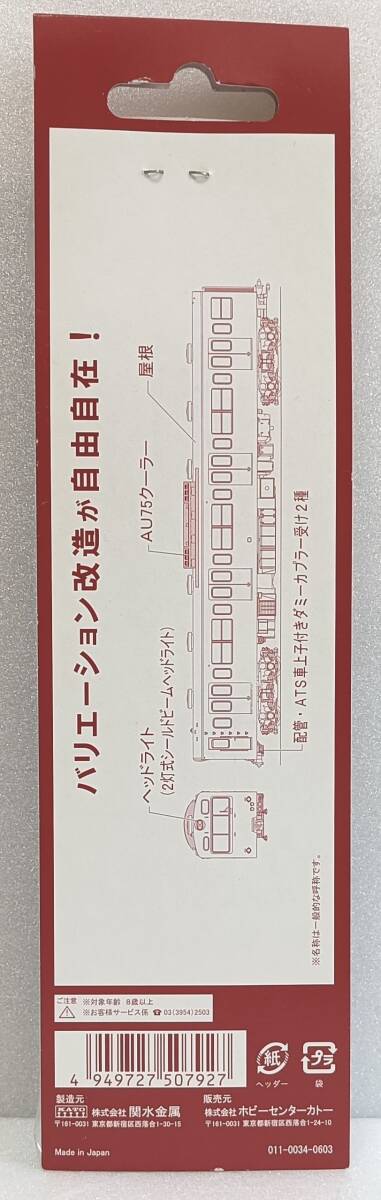 バリエーション改造が自由自在！
ヘッドライト
(2灯式シールドビームヘッドライト)
AU75クーラー
屋根
配管・ATS車上子付きダミーカプラー受け2種
※名称は一般的な呼称です。
ご注意
※対象年齢 8歳以上
※お客様サービス係 ☎03(3954)2503
4 949727 507927
紙
ヘッダー
プラ
袋
製造元
KATO 株式会社 関水金属
〒161-0031 東京都新宿区西落合1-30-15
販売元
株式会社 ホビーセンターカトー
〒161-0031 東京都新宿区西落合1-24-10
Made in Japan
011-0034-0603